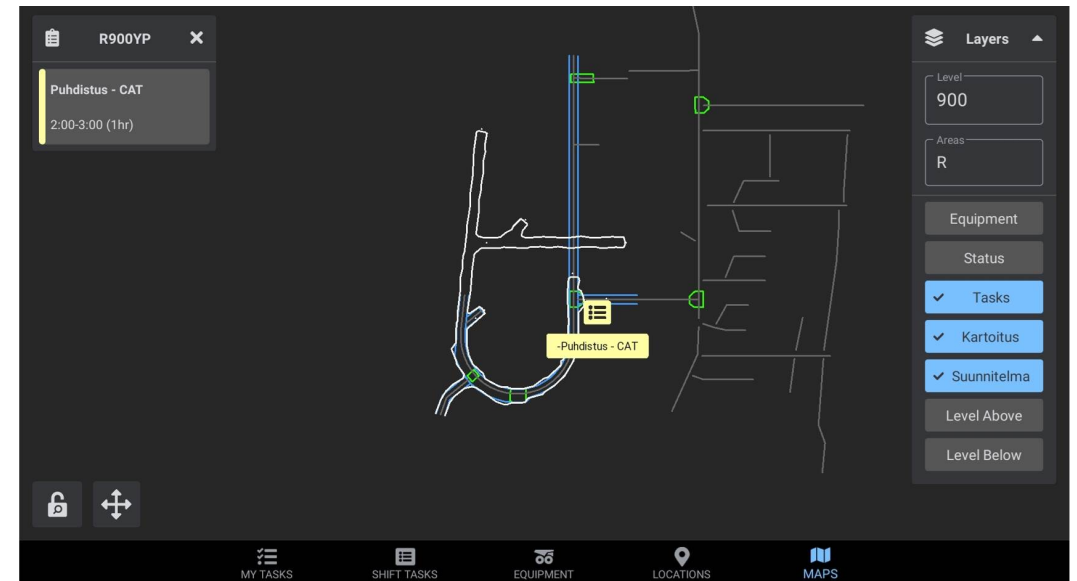 R900YP
Puhdistus - CAT
2:00-3:00 (1hr)
-Puhdistus - CAT
Layers
Level
900
Areas
R
Equipment
Status
Tasks
Kartoitus
Suunnitelma
Level Above
Level Below
MY TASKS
SHIFT TASKS
EQUIPMENT
LOCATIONS
MAPS